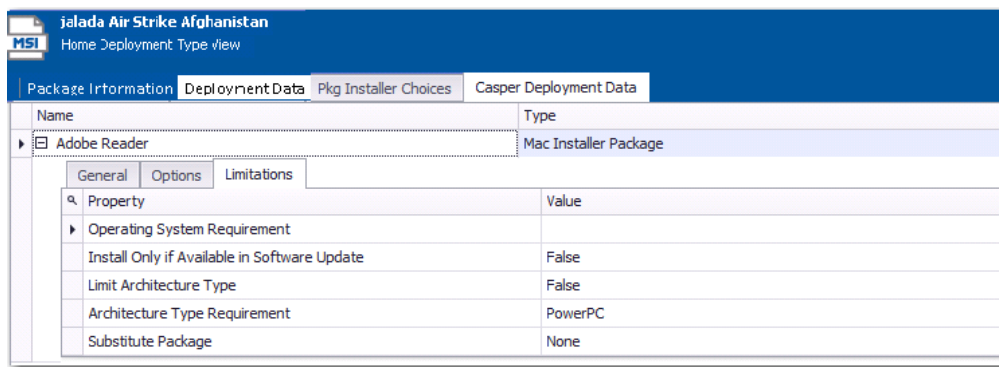 jalada Air Strike Afghanistan
MSI
Home Deployment Type View
Package Information Deployment Data Pkg Installer Choices Casper Deployment Data
Name Type
Adobe Reader Mac Installer Package
General Options Limitations
Property Value
Operating System Requirement
Install Only if Available in Software Update False
Limit Architecture Type False
Architecture Type Requirement PowerPC
Substitute Package None